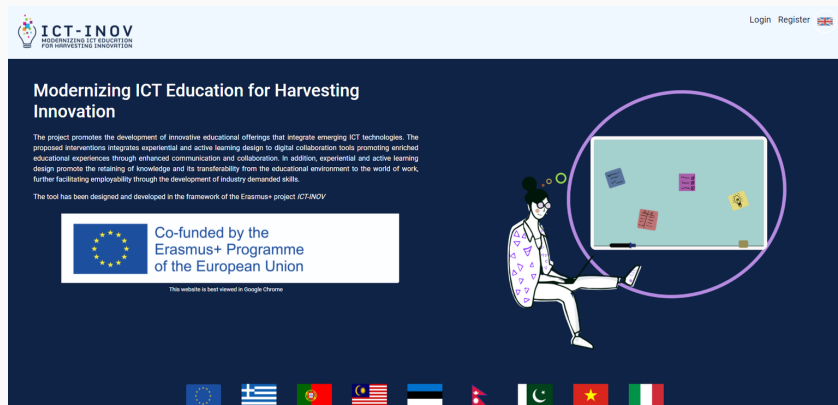 Login Register
ICT-INOV
MODERNIZING ICT EDUCATION
FOR HARVESTING INNOVATION
Modernizing ICT Education for Harvesting
Innovation
The project promotes the development of innovative educational offerings that integrate emerging ICT technologies. The
proposed interventions integrates experiential and active learning design to digital collaboration tools promoting enriched
educational experiences through enhanced communication and collaboration. In addition, experiential and active learning
design promote the retaining of knowledge and its transferability from the educational environment to the world of work,
further facilitating employability through the development of industry demanded skills.
The tool has been designed and developed in the framework of the Erasmus+ project ICT-INOV
Co-funded by the
Erasmus+ Programme
of the European Union
This website is best viewed in Google Chrome